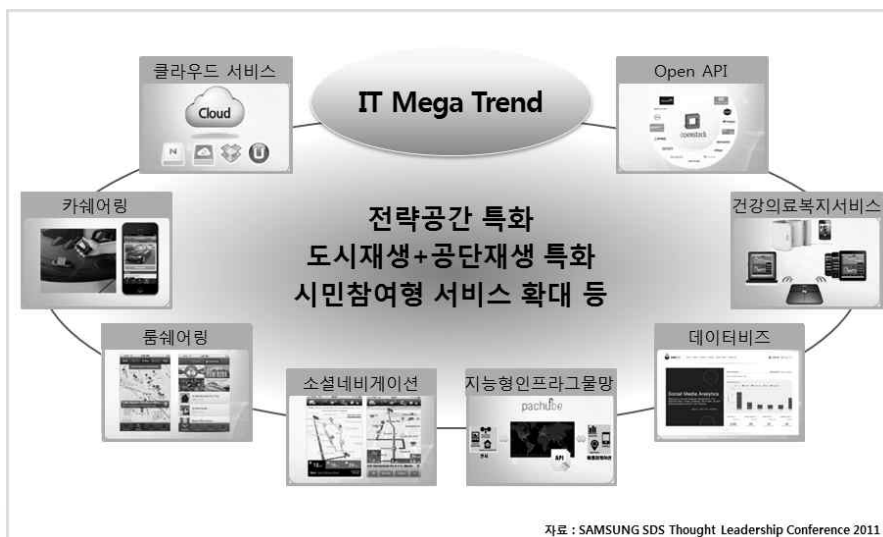 IT Mega Trend
클라우드 서비스
Cloud
Open API
openstack
카쉐어링
건강의료복지서비스
전략공간 특화
도시재생+공단재생 특화
시민참여형 서비스 확대 등
룸쉐어링
데이터비즈
Social Media Analytics
소셜네비게이션
지능형인프라그물망
pachube
API
자료 : SAMSUNG SDS Thought Leadership Conference 2011